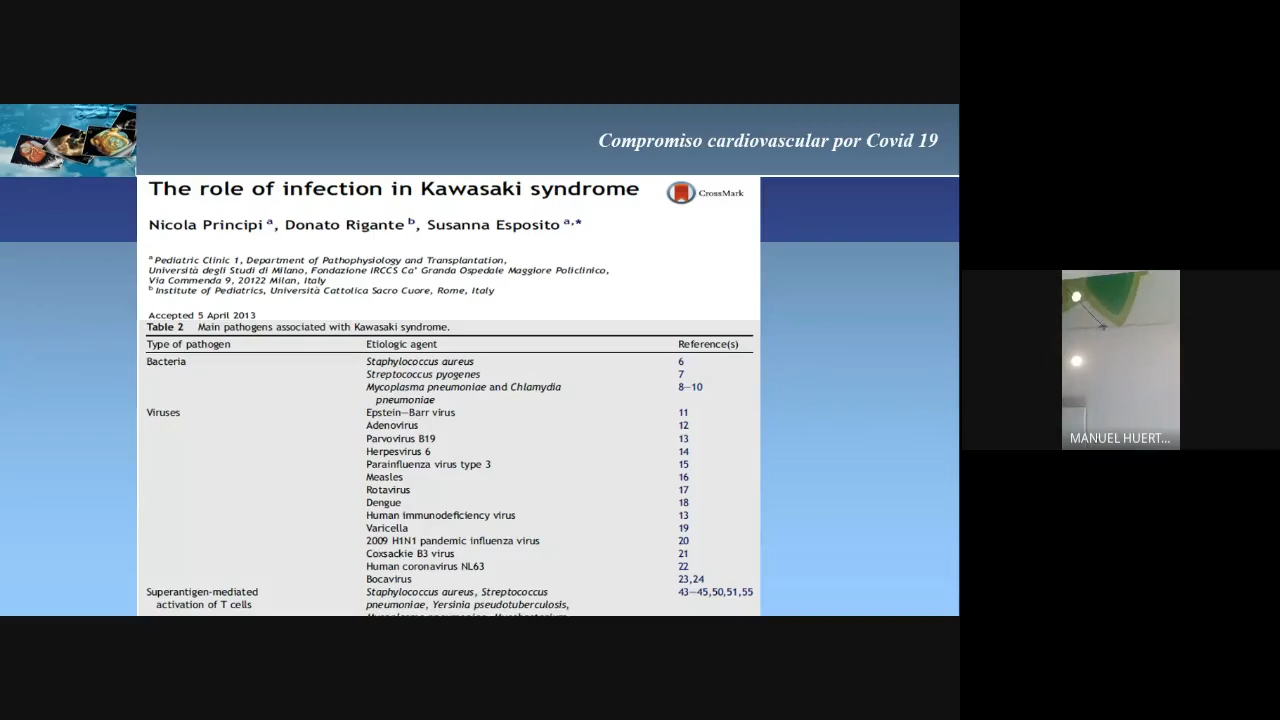 Compromiso cardiovascular por Covid 19
The role of infection in Kawasaki syndrome
CrossMark
Nicola Principi a, Donato Rigante b, Susanna Esposito a,*
a Pediatric Clinic 1, Department of Pathophysiology and Transplantation,
Università degli Studi di Milano, Fondazione IRCCS Ca' Granda Ospedale Maggiore Policlinico,
Via Commenda 9, 20122 Milan, Italy
b Institute of Pediatrics, Università Cattolica Sacro Cuore, Rome, Italy
Accepted 5 April 2013
Table 2 Main pathogens associated with Kawasaki syndrome.
Type of pathogen Etiologic agent Reference(s)
Bacteria Staphylococcus aureus 6
Streptococcus pyogenes 7
Mycoplasma pneumoniae and Chlamydia 8–10
pneumoniae
Viruses Epstein–Barr virus 11
Adenovirus 12
Parvovirus B19 13
Herpesvirus 6 14
Parainfluenza virus type 3 15
Measles 16
Rotavirus 17
Dengue 18
Human immunodeficiency virus 13
Varicella 19
2009 H1N1 pandemic influenza virus 20
Coxsackie B3 virus 21
Human coronavirus NL63 22
Bocavirus 23,24
Superantigen-mediated Staphylococcus aureus, Streptococcus 43–45,50,51,55
activation of T cells pneumoniae, Yersinia pseudotuberculosis,
MANUEL HUERT...